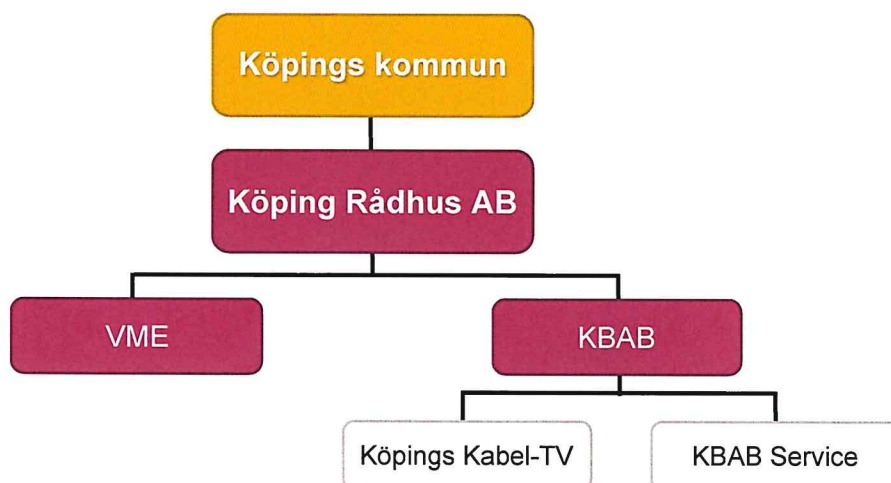 Köpings kommun
Köping Rådhus AB
VME
KBAB
Köpings Kabel-TV
KBAB Service